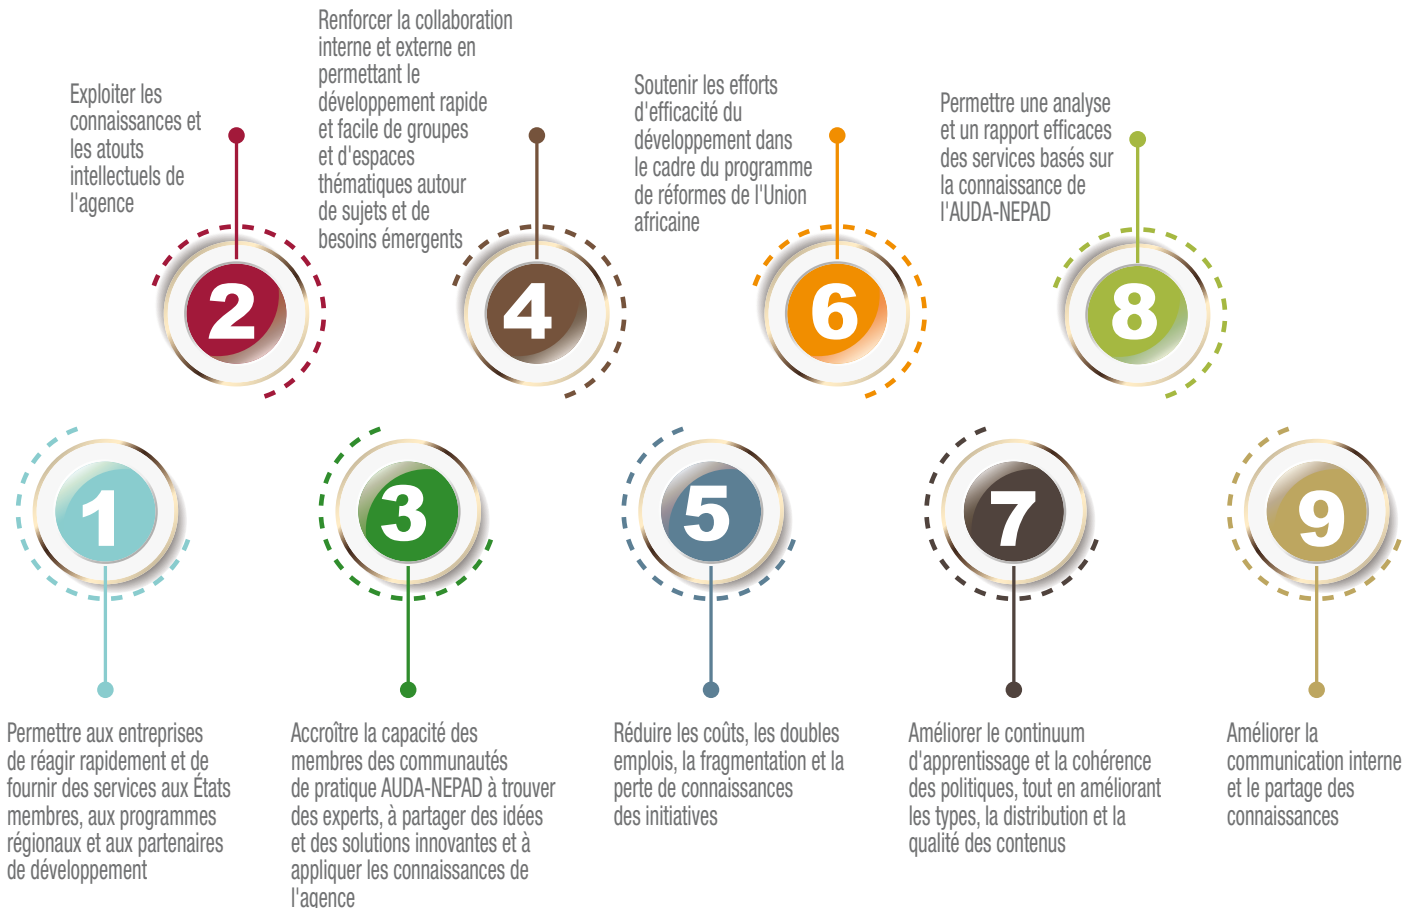 Exploiter les
connaissances et
les atouts
intellectuels de
l'agence
Renforcer la collaboration
interne et externe en
permettant le
développement rapide
et facile de groupes
et d'espaces
thématiques autour
de sujets et de
besoins émergents
Soutenir les efforts
d'efficacité du
développement dans
le cadre du programme
de réformes de l'Union
africaine
Permettre une analyse
et un rapport efficaces
des services basés sur
la connaissance de
l'AUDA-NEPAD
2
4
6
8
1
3
5
7
9
Permettre aux entreprises
de réagir rapidement et de
fournir des services aux États
membres, aux programmes
régionaux et aux partenaires
de développement
Accroître la capacité des
membres des communautés
de pratique AUDA-NEPAD à trouver
des experts, à partager des idées
et des solutions innovantes et à
appliquer les connaissances de
l'agence
Réduire les coûts, les doubles
emplois, la fragmentation et la
perte de connaissances
des initiatives
Améliorer le continuum
d'apprentissage et la cohérence
des politiques, tout en améliorant
les types, la distribution et la
qualité des contenus
Améliorer la
communication interne
et le partage des
connaissances